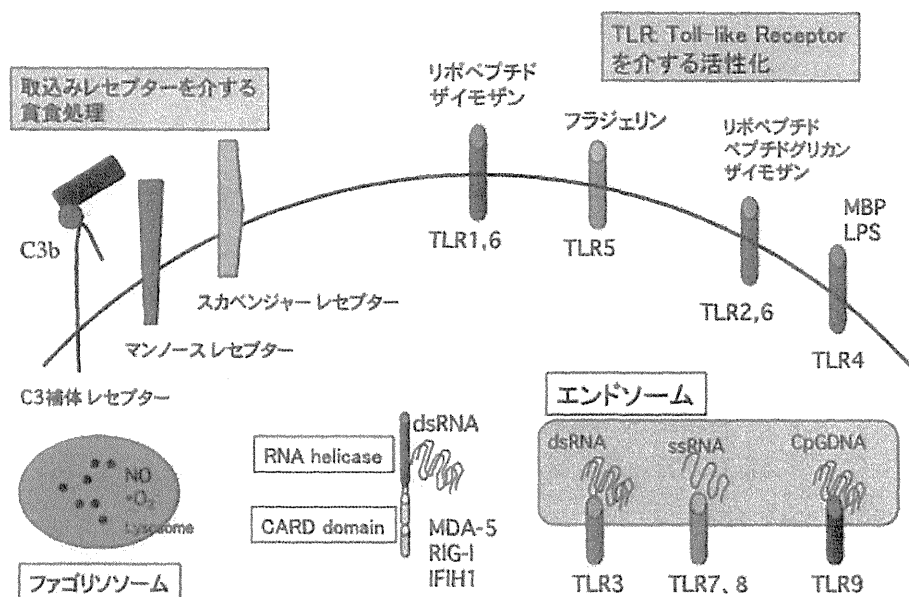 TLR: Toll-like Receptor
を介する活性化
取込みレセプターを介する
貪食処理
リポペプチド
ザイモザン
フラジェリン
リポペプチド
ペプチドグリカン
ザイモザン
MBP
LPS
C3b
TLR1,6
TLR5
TLR2,6
TLR4
スカベンジャーレセプター
マンノースレセプター
C3補体レセプター
エンドソーム
dsRNA
RNA helicase
dsRNA
ssRNA
CpGDNA
NO
•O₂⁻
Lysosome
CARD domain
MDA-5
RIG-I
IFIH1
ファゴリソソーム
TLR3
TLR7、8
TLR9